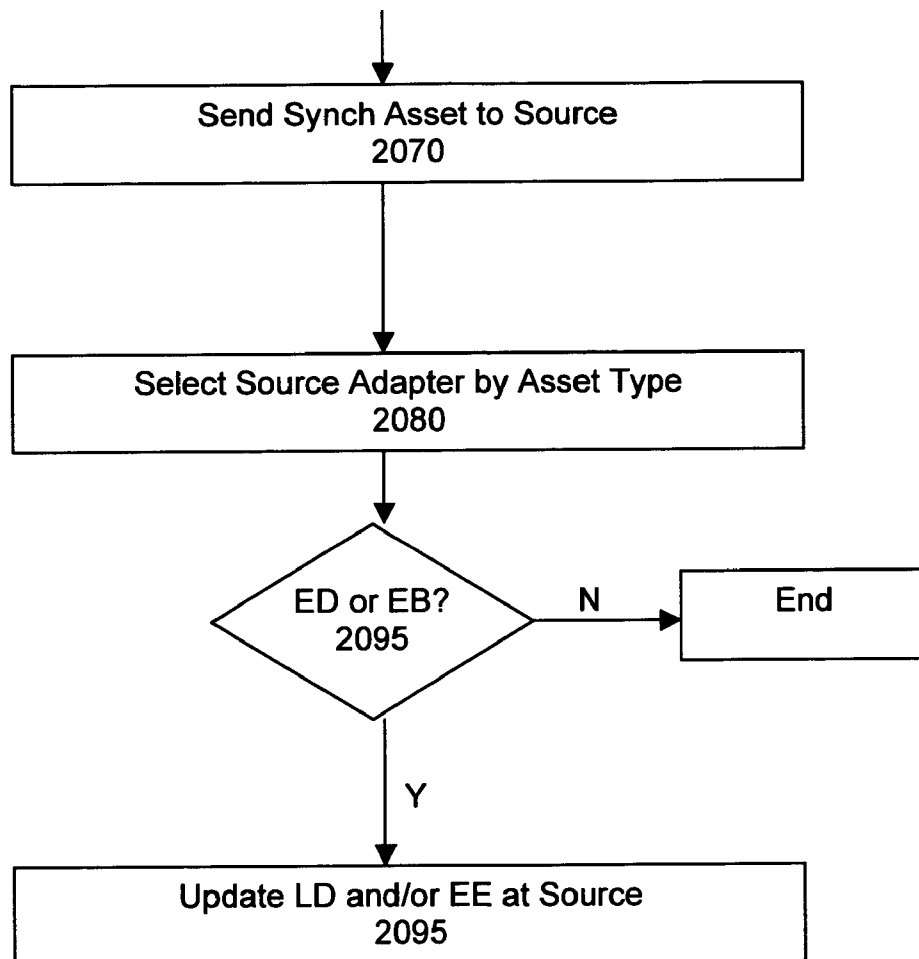 Send Synch Asset to Source
2070
Select Source Adapter by Asset Type
2080
ED or EB?
2095
N
End
Y
Update LD and/or EE at Source
2095